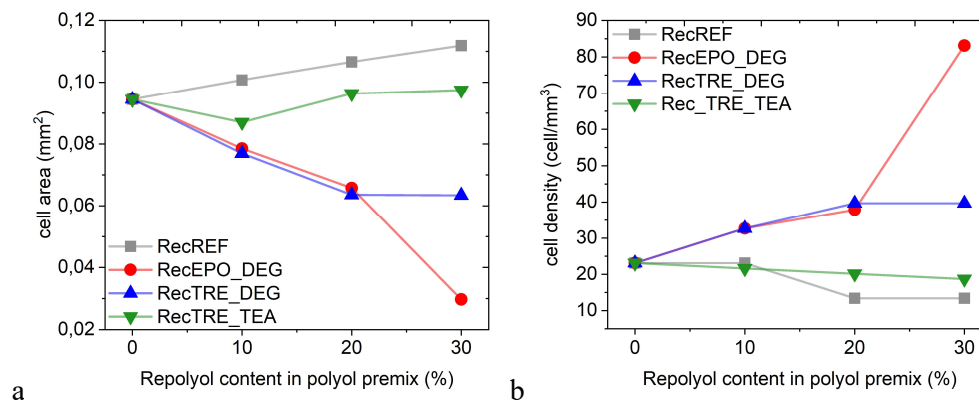 0,12
0,10
0,08
0,06
0,04
0,02
cell area (mm²)
RecREF
RecEPO_DEG
RecTRE_DEG
RecTRE_TEA
0 10 20 30
Repolyol content in polyol premix (%)
a
90
80
70
60
50
40
30
20
10
cell density (cell/mm³)
RecREF
RecEPO_DEG
RecTRE_DEG
Rec_TRE_TEA
0 10 20 30
Repolyol content in polyol premix (%)
b